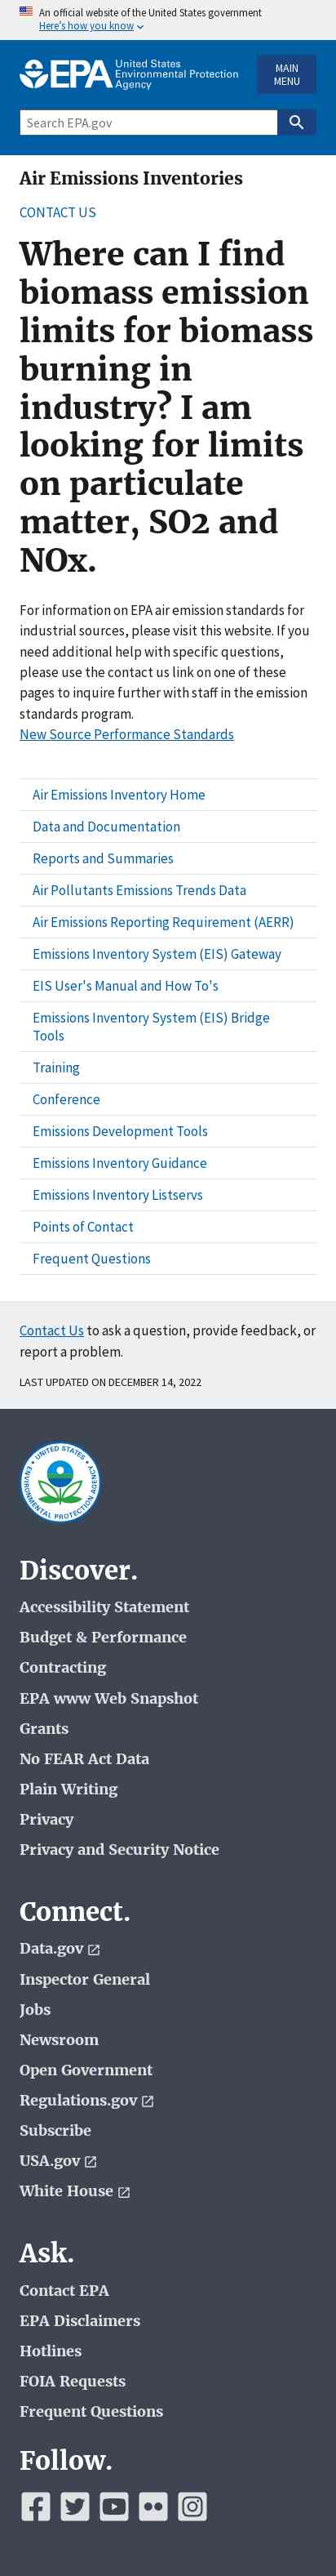 An official website of the United States government
Here's how you know
EPA
United States
Environmental Protection
Agency
MAIN
MENU
Search EPA.gov
Air Emissions Inventories
CONTACT US
Where can I find
biomass emission
limits for biomass
burning in
industry? I am
looking for limits
on particulate
matter, SO2 and
NOx.
For information on EPA air emission standards for
industrial sources, please visit this website. If you
need additional help with specific questions,
please use the contact us link on one of these
pages to inquire further with staff in the emission
standards program.
New Source Performance Standards
Air Emissions Inventory Home
Data and Documentation
Reports and Summaries
Air Pollutants Emissions Trends Data
Air Emissions Reporting Requirement (AERR)
Emissions Inventory System (EIS) Gateway
EIS User's Manual and How To's
Emissions Inventory System (EIS) Bridge
Tools
Training
Conference
Emissions Development Tools
Emissions Inventory Guidance
Emissions Inventory Listservs
Points of Contact
Frequent Questions
Contact Us to ask a question, provide feedback, or
report a problem.
LAST UPDATED ON DECEMBER 14, 2022
UNITED STATES
ENVIRONMENTAL PROTECTION AGENCY
Discover.
Accessibility Statement
Budget & Performance
Contracting
EPA www Web Snapshot
Grants
No FEAR Act Data
Plain Writing
Privacy
Privacy and Security Notice
Connect.
Data.gov
Inspector General
Jobs
Newsroom
Open Government
Regulations.gov
Subscribe
USA.gov
White House
Ask.
Contact EPA
EPA Disclaimers
Hotlines
FOIA Requests
Frequent Questions
Follow.